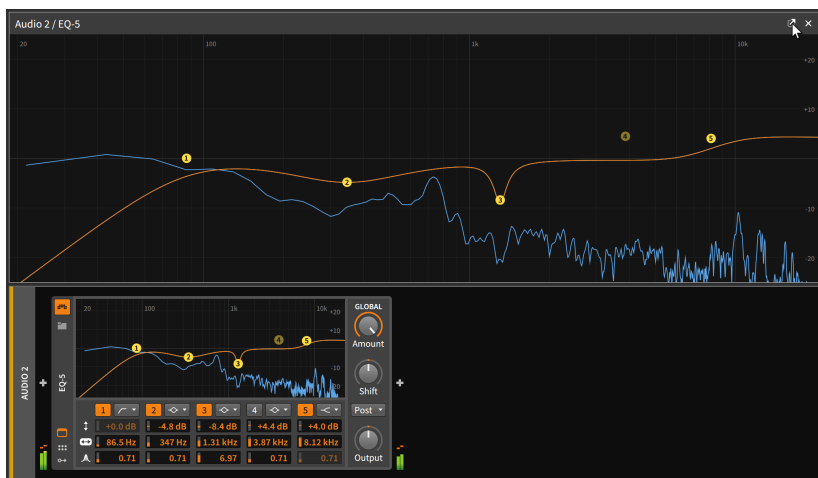 Audio 2 / EQ-5
20 100 1k 10k
+20
+10
1
4
5
2
3
-10
-20
AUDIO 2
EQ-5
20 100 1k 10k +20
+10
1
4
5
2
3
-10
-20
1 2 3 4 5
+0.0 dB -4.8 dB -8.4 dB +4.4 dB +4.0 dB
86.5 Hz 347 Hz 1.31 kHz 3.87 kHz 8.12 kHz
0.71 0.71 6.97 0.71 0.71
GLOBAL
Amount
Shift
Post
Output